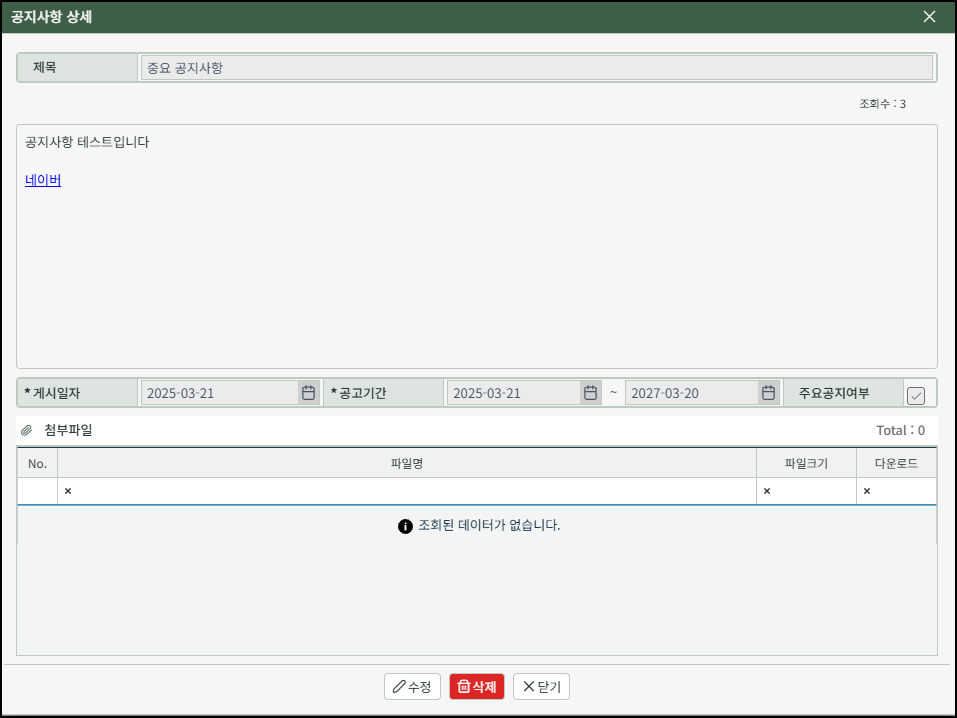 공지사항 상세
제목 중요 공지사항
조회수 : 3
공지사항 테스트입니다
네이버
* 게시일자 2025-03-21 * 공고기간 2025-03-21 ~ 2027-03-20 주요공지여부
첨부파일 Total : 0
No. 파일명 파일크기 다운로드
× × ×
조회된 데이터가 없습니다.
수정 삭제 닫기